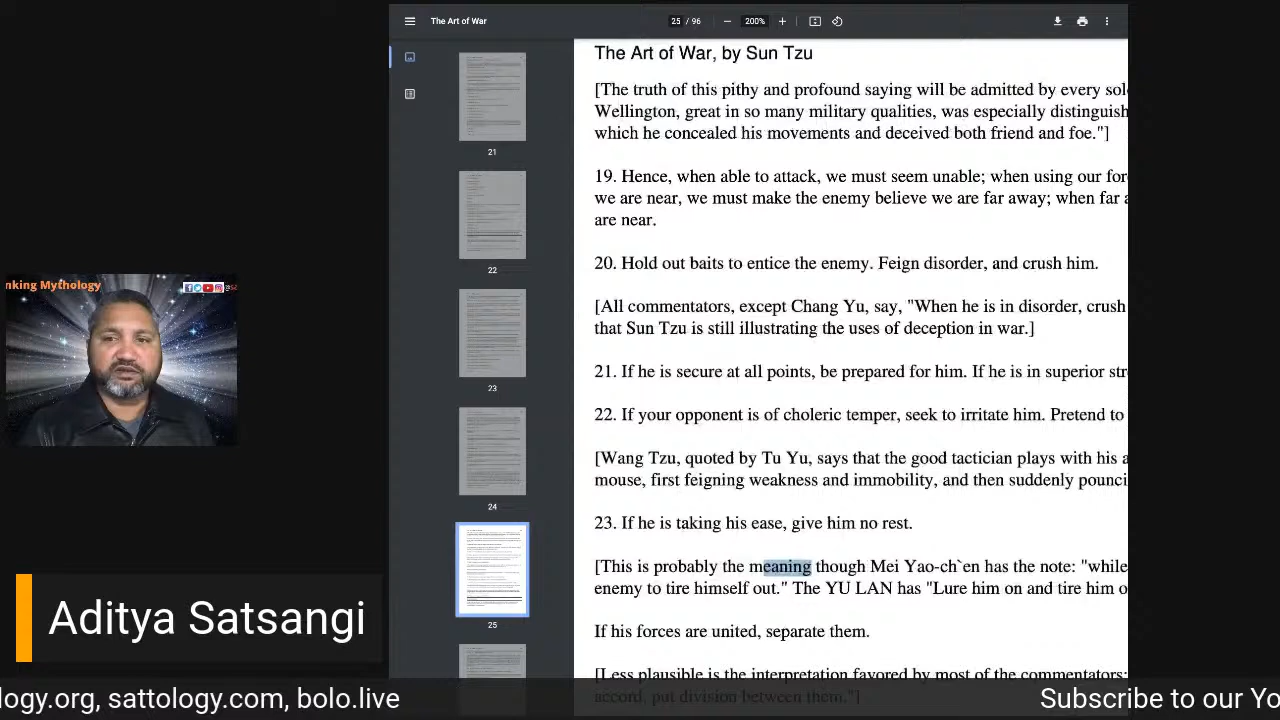 The Art of War
25 / 96
200%
21
22
23
24
25
The Art of War, by Sun Tzu
[The truth of this pithy and profound saying will be admitted by every sol
Wellington, great in so many military qualities, was especially distinguish
which he concealed his movements and deceived both friend and foe."]
19. Hence, when able to attack, we must seem unable; when using our for
we are near, we must make the enemy believe we are far away; when far a
are near.
20. Hold out baits to entice the enemy. Feign disorder, and crush him.
[All commentators, except Chang Yu, say, "When he is in disorder, crush
that Sun Tzu is still illustrating the uses of deception in war.]
21. If he is secure at all points, be prepared for him. If he is in superior str
22. If your opponent is of choleric temper, seek to irritate him. Pretend to
[Wang Tzu, quoted by Tu Yu, says that the good tactician plays with his a
mouse, first feigning weakness and immobility, and then suddenly pounci
23. If he is taking his ease, give him no rest.
[This is probably the meaning though Mei Yao-ch'en has the note: "while
enemy to tire himself out." The YU LAN has "Lure him on and tire him o
If his forces are united, separate them.
[Less plausible is the interpretation favored by most of the commentators:
accord, put division between them."]
nking Mythology
Aditya Satsangi
logy.org, sattology.com, bolo.live
Subscribe to our Yo